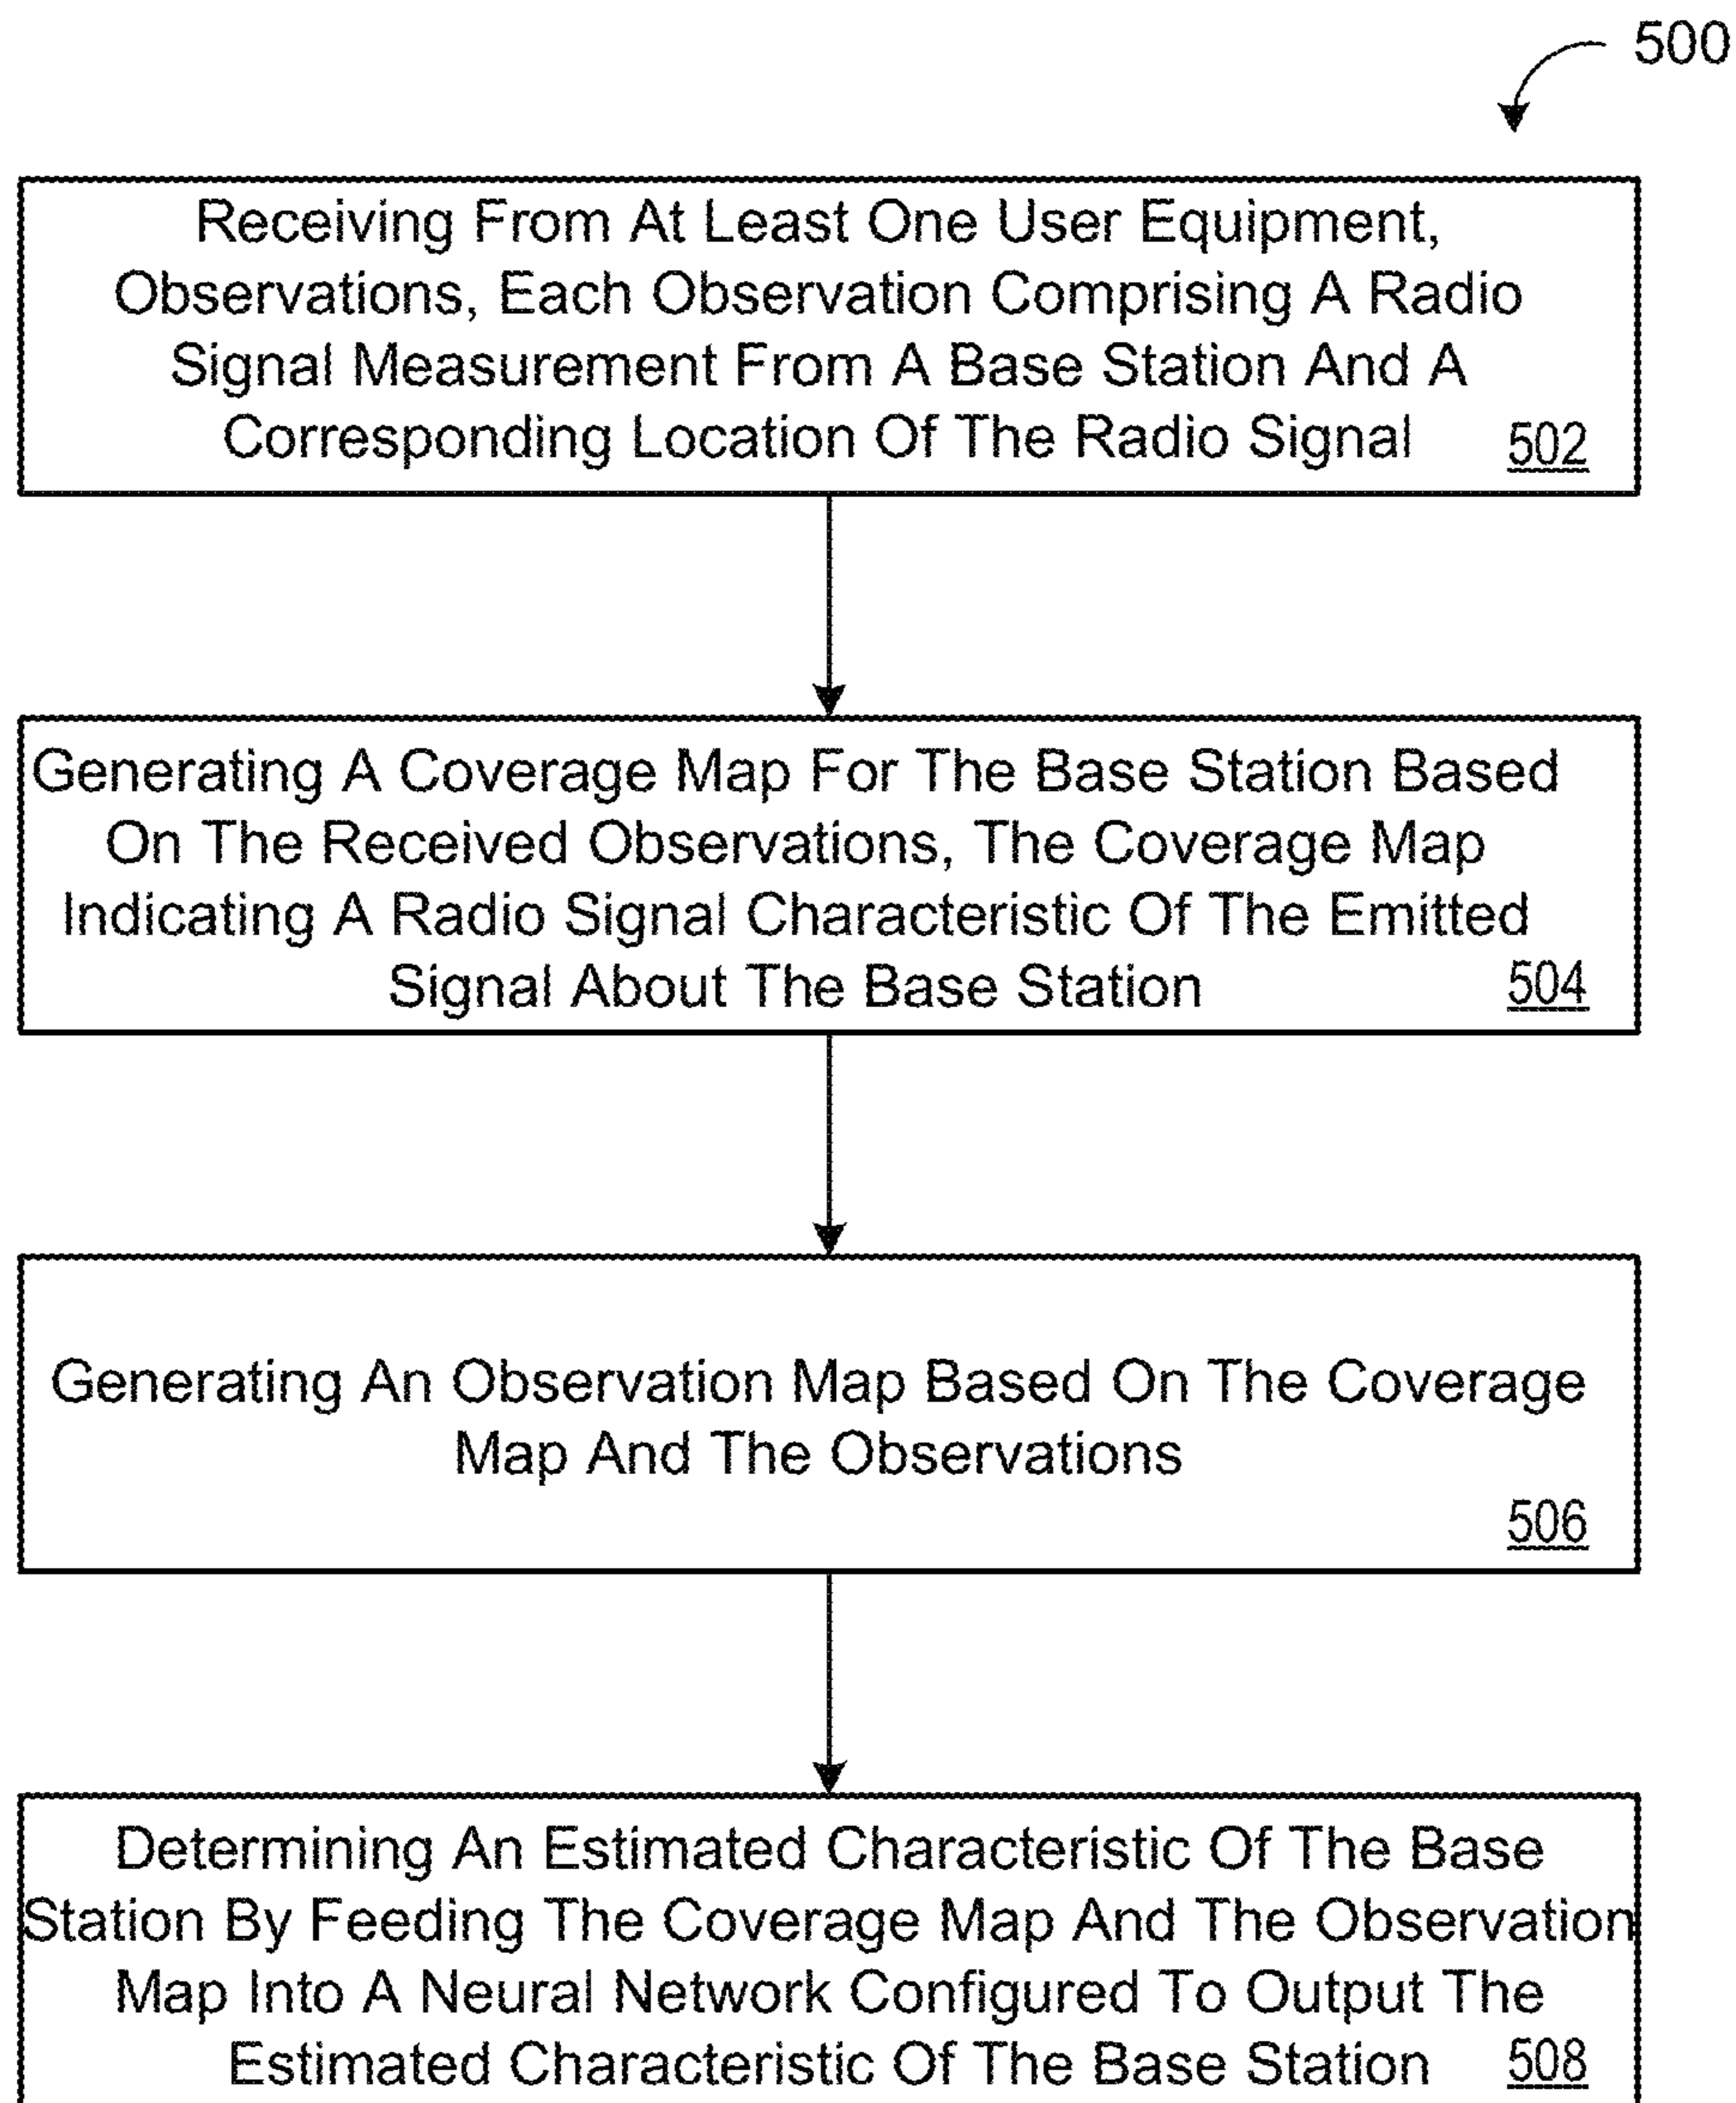 500
Receiving From At Least One User Equipment,
Observations, Each Observation Comprising A Radio
Signal Measurement From A Base Station And A
Corresponding Location Of The Radio Signal 502
Generating A Coverage Map For The Base Station Based
On The Received Observations, The Coverage Map
Indicating A Radio Signal Characteristic Of The Emitted
Signal About The Base Station 504
Generating An Observation Map Based On The Coverage
Map And The Observations
506
Determining An Estimated Characteristic Of The Base
Station By Feeding The Coverage Map And The Observation
Map Into A Neural Network Configured To Output The
Estimated Characteristic Of The Base Station 508